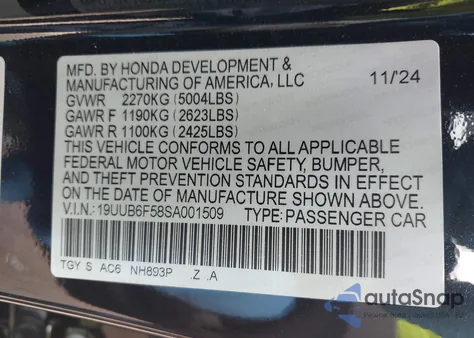 MFD. BY HONDA DEVELOPMENT &
MANUFACTURING OF AMERICA, LLC 11/24
GVWR 2270KG (5004LBS)
GAWR F 1190KG (2623LBS)
GAWR R 1100KG (2425LBS)
THIS VEHICLE CONFORMS TO ALL APPLICABLE
FEDERAL MOTOR VEHICLE SAFETY, BUMPER,
AND THEFT PREVENTION STANDARDS IN EFFECT
ON THE DATE OF MANUFACTURE SHOWN ABOVE.
V.I.N.: 19UUB6F58SA001509 TYPE: PASSENGER CAR
TGY S AC6 NH893P .Z .A
autoSnap